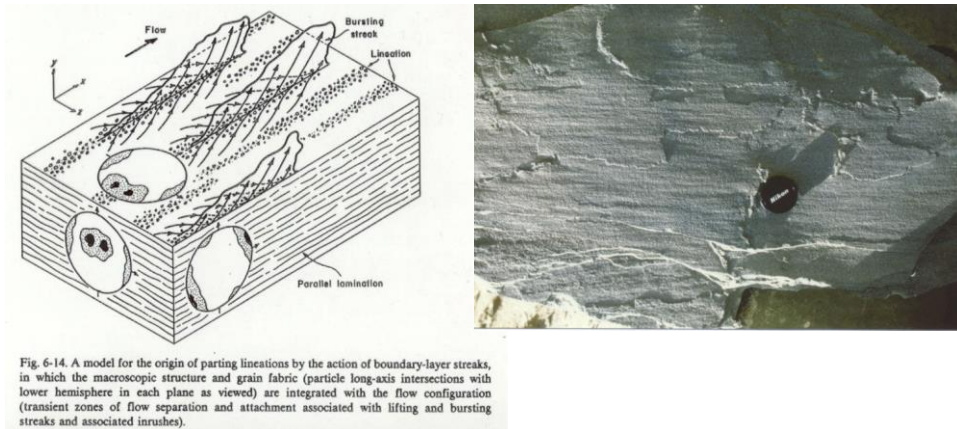 Flow
Bursting
streak
Lineation
y
x
z
Parallel lamination
Nikon
Fig. 6-14. A model for the origin of parting lineations by the action of boundary-layer streaks,
in which the macroscopic structure and grain fabric (particle long-axis intersections with
lower hemisphere in each plane as viewed) are integrated with the flow configuration
(transient zones of flow separation and attachment associated with lifting and bursting
streaks and associated inrushes).